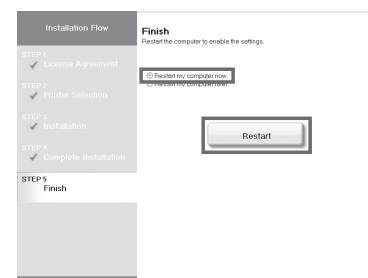 Installation Flow
STEP 1
License Agreement
STEP 2
Printer Selection
STEP 3
Installation
STEP 4
Complete Installation
STEP 5
Finish
Finish
Restart the computer to enable the settings.
Restart my computer now.
Restart my computer later.
Restart